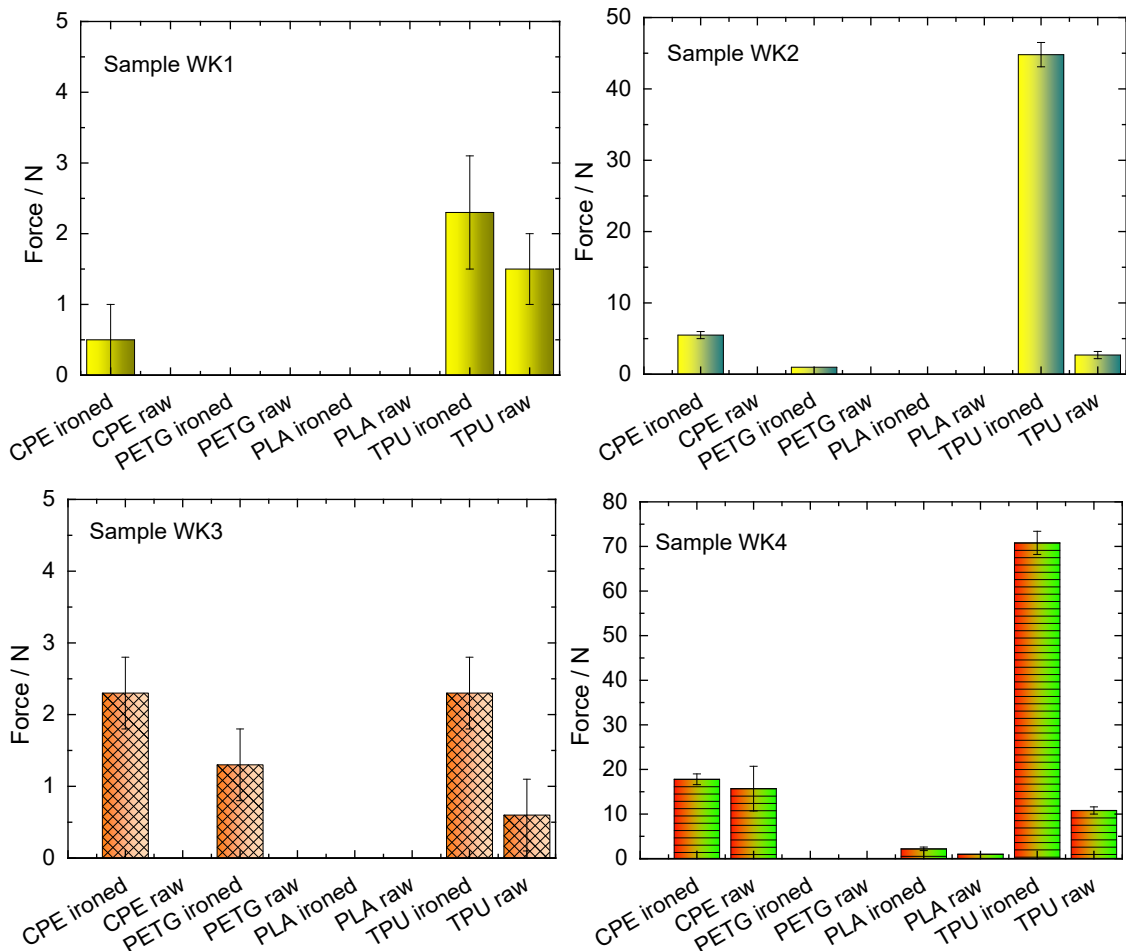 Sample WK1
Force / N
5
4
3
2
1
0
CPE ironed
CPE raw
PETG ironed
PETG raw
PLA ironed
PLA raw
TPU ironed
TPU raw
Sample WK2
Force / N
50
40
30
20
10
0
CPE ironed
CPE raw
PETG ironed
PETG raw
PLA ironed
PLA raw
TPU ironed
TPU raw
Sample WK3
Force / N
5
4
3
2
1
0
CPE ironed
CPE raw
PETG ironed
PETG raw
PLA ironed
PLA raw
TPU ironed
TPU raw
Sample WK4
Force / N
80
70
60
50
40
30
20
10
0
CPE ironed
CPE raw
PETG ironed
PETG raw
PLA ironed
PLA raw
TPU ironed
TPU raw